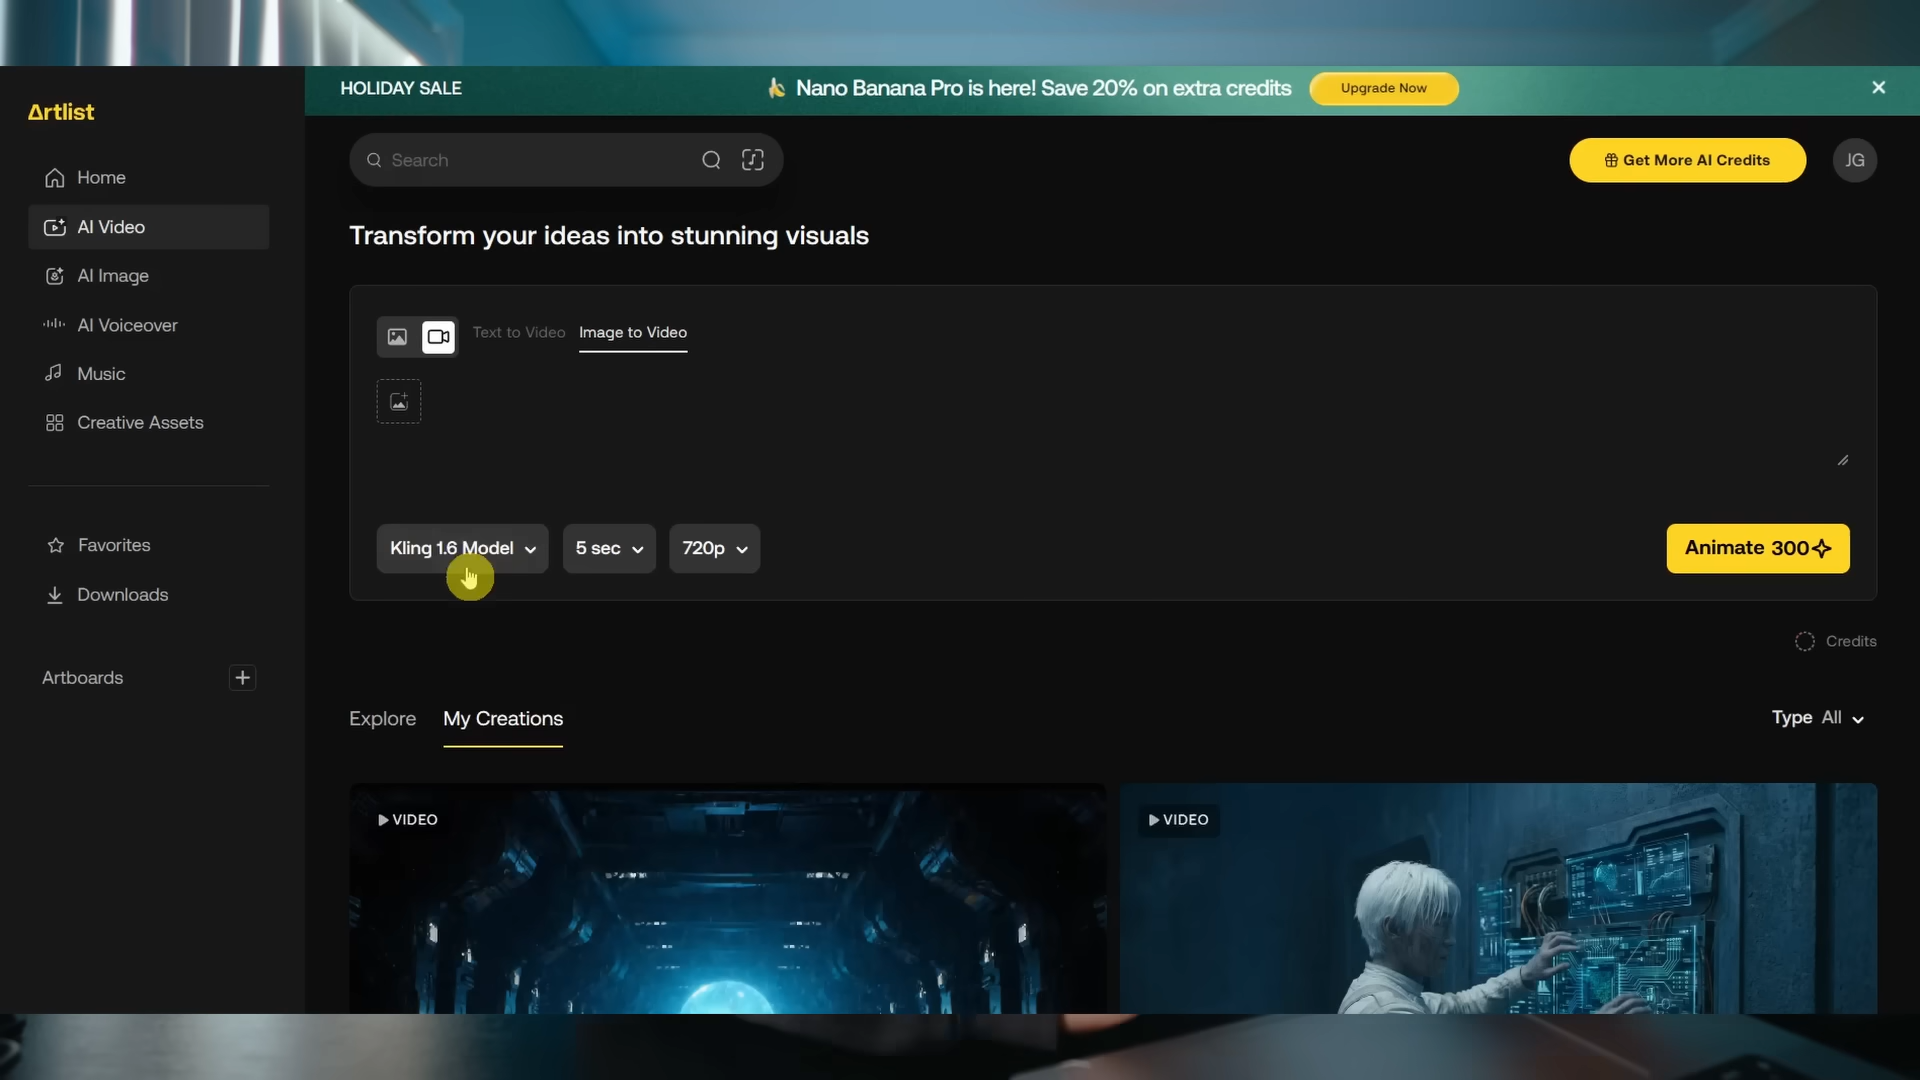 HOLIDAY SALE
🍌 Nano Banana Pro is here! Save 20% on extra credits
Upgrade Now
Artlist
Search
Get More AI Credits
JG
Home
AI Video
AI Image
AI Voiceover
Music
Creative Assets
Favorites
Downloads
Artboards
Transform your ideas into stunning visuals
Text to Video
Image to Video
Kling 1.6 Model
5 sec
720p
Animate 300
Credits
Explore
My Creations
Type All
VIDEO
VIDEO